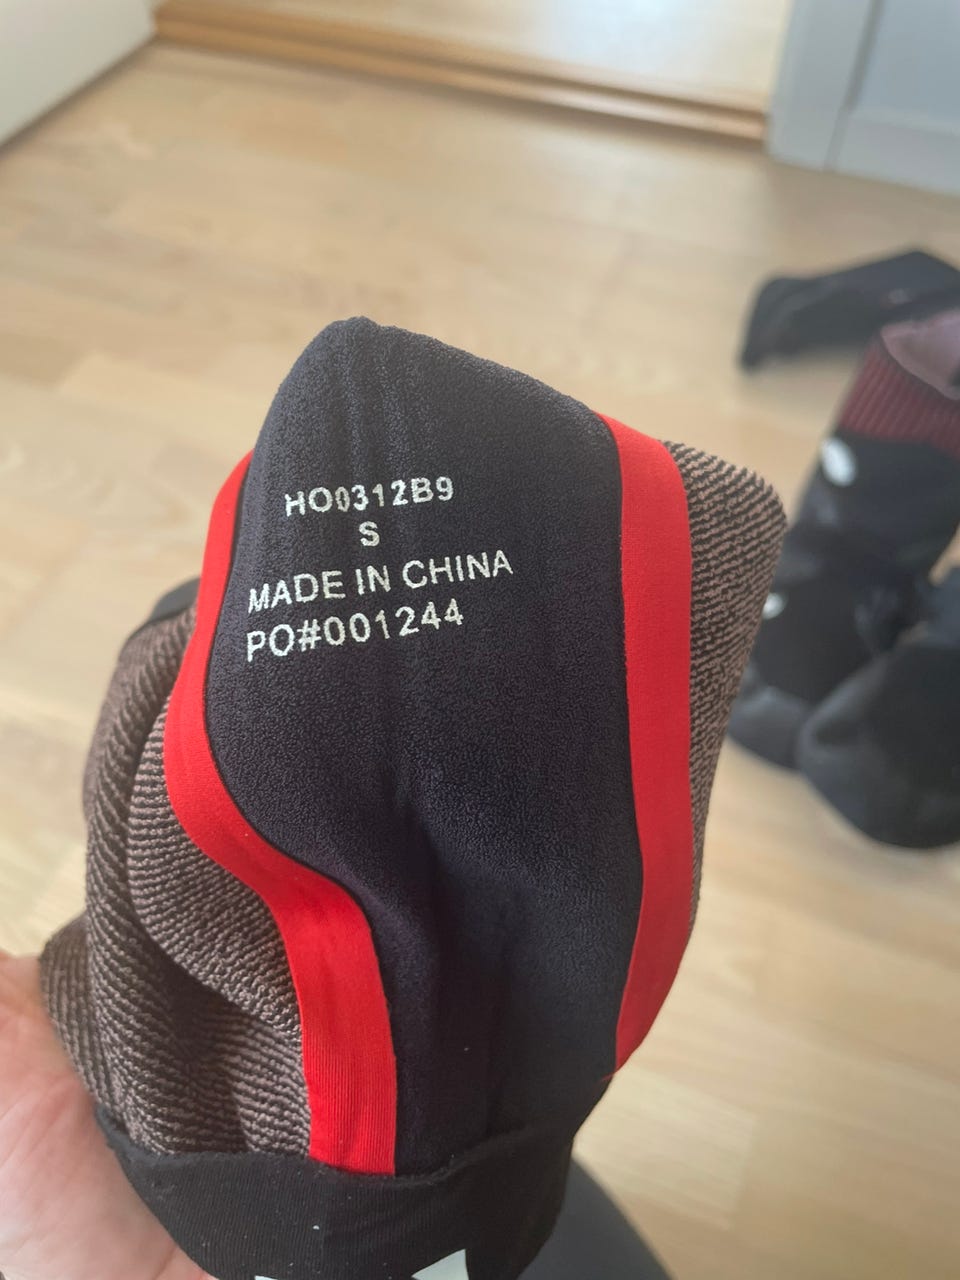 HO0312B9
S
MADE IN CHINA
PO#001244